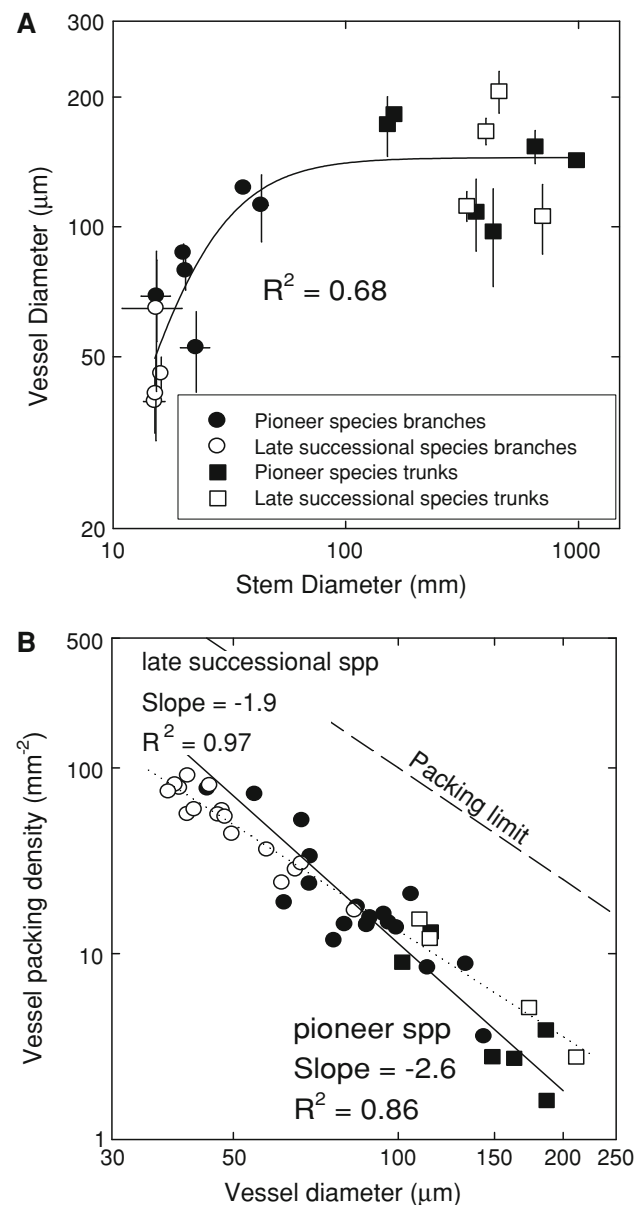 A
300
200
100
50
20
Vessel Diameter (µm)
R² = 0.68
Pioneer species branches
Late successional species branches
Pioneer species trunks
Late successional species trunks
10
100
1000
Stem Diameter (mm)
B
500
100
10
1
Vessel packing density (mm⁻²)
late successional spp
Slope = -1.9
R² = 0.97
Packing limit
pioneer spp
Slope = -2.6
R² = 0.86
30
50
100
150
200
250
Vessel diameter (µm)